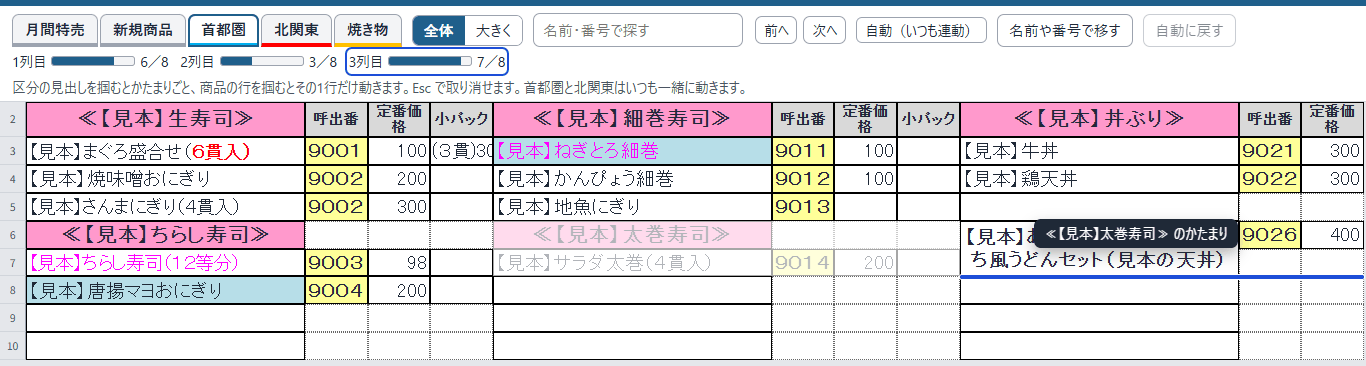 月間特売 新規商品 首都圏 北関東 焼き物 全体 大きく 名前・番号で探す 前へ 次へ 自動（いつも連動） 名前や番号で移す 自動に戻す
1列目 6／8 2列目 3／8 3列目 7／8
区分の見出しを掴むとかたまりごと、商品の行を掴むとその1行だけ動きます。Esc で取り消せます。首都圏と北関東はいつも一緒に動きます。
2 ≪【見本】生寿司≫ 呼出番 定番価格 小パック ≪【見本】細巻寿司≫ 呼出番 定番価格 小パック ≪【見本】丼ぶり≫ 呼出番 定番価格
3 【見本】まぐろ盛合せ（6貫入） 9001 100 (3貫)30 【見本】ねぎとろ細巻 9011 100 【見本】牛丼 9021 300
4 【見本】焼味噌おにぎり 9002 200 【見本】かんぴょう細巻 9012 100 【見本】鶏天丼 9022 300
5 【見本】さんまにぎり（4貫入） 9002 300 【見本】地魚にぎり 9013
6 ≪【見本】ちらし寿司≫ ≪【見本】太巻寿司≫ 【見本】 ≪【見本】太巻寿司≫ のかたまり 9026 400
7 【見本】ちらし寿司（12等分） 9003 98 【見本】サラダ太巻（4貫入） 9014 200 ち風うどんセット（見本の天丼）
8 【見本】唐揚マヨおにぎり 9004 200
9
10